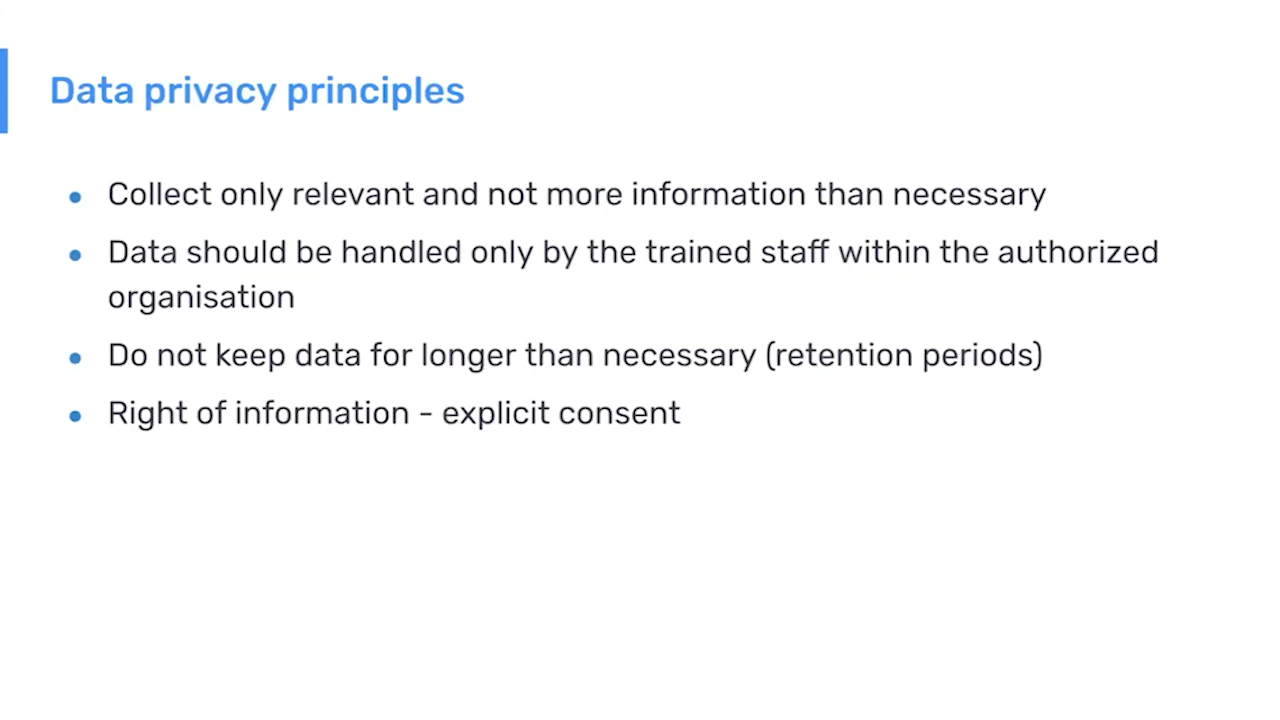 Data privacy principles
• Collect only relevant and not more information than necessary
• Data should be handled only by the trained staff within the authorized
organisation
• Do not keep data for longer than necessary (retention periods)
• Right of information - explicit consent